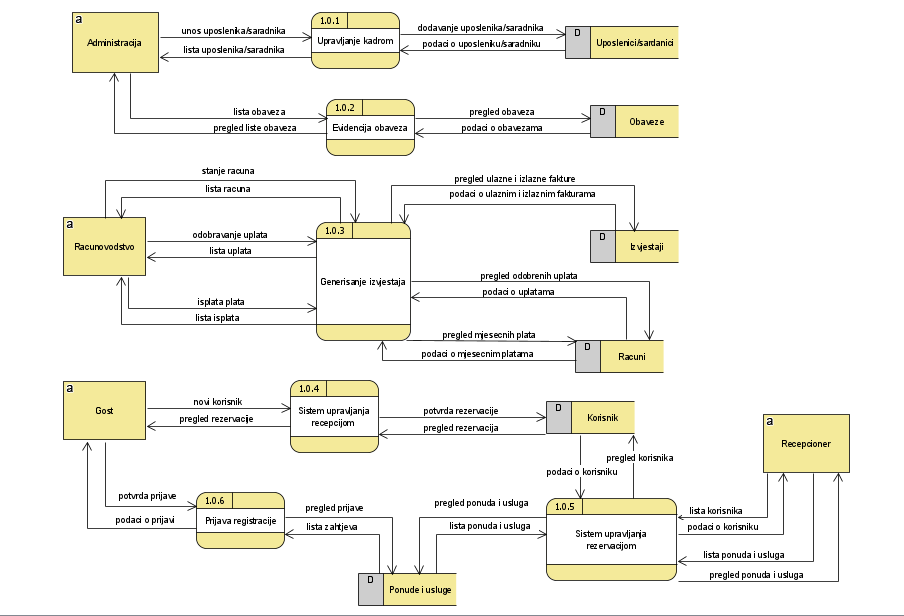 a
Administracija
unos uposlenika/saradnika
lista uposlenika/saradnika
1.0.1
Upravljanje kadrom
dodavanje uposlenika/saradnika
podaci o uposleniku/saradniku
D
Uposlenici/sardanici
lista obaveza
pregled liste obaveza
1.0.2
Evidencija obaveza
pregled obaveza
podaci o obavezama
D
Obaveze
stanje racuna
lista racuna
pregled ulazne i izlazne fakture
podaci o ulaznim i izlaznim fakturama
a
Racunovodstvo
odobravanje uplata
lista uplata
1.0.3
Generisanje izvjestaja
D
Izvjestaji
isplata plata
lista isplata
pregled odobrenih uplata
podaci o uplatama
pregled mjesecnih plata
podaci o mjesecnim platama
D
Racuni
a
Gost
novi korisnik
pregled rezervacije
1.0.4
Sistem upravljanja
recepcijom
potvrda rezervacije
pregled rezervacija
D
Korisnik
a
Recepcioner
pregled korisnika
podaci o korisniku
potvrda prijave
podaci o prijavi
1.0.6
Prijava registracije
pregled prijave
lista zahtjeva
pregled ponuda i usluga
lista ponuda i usluga
1.0.5
Sistem upravljanja
rezervacijom
lista korisnika
podaci o korisniku
lista ponuda i usluga
pregled ponuda i usluga
D
Ponude i usluge